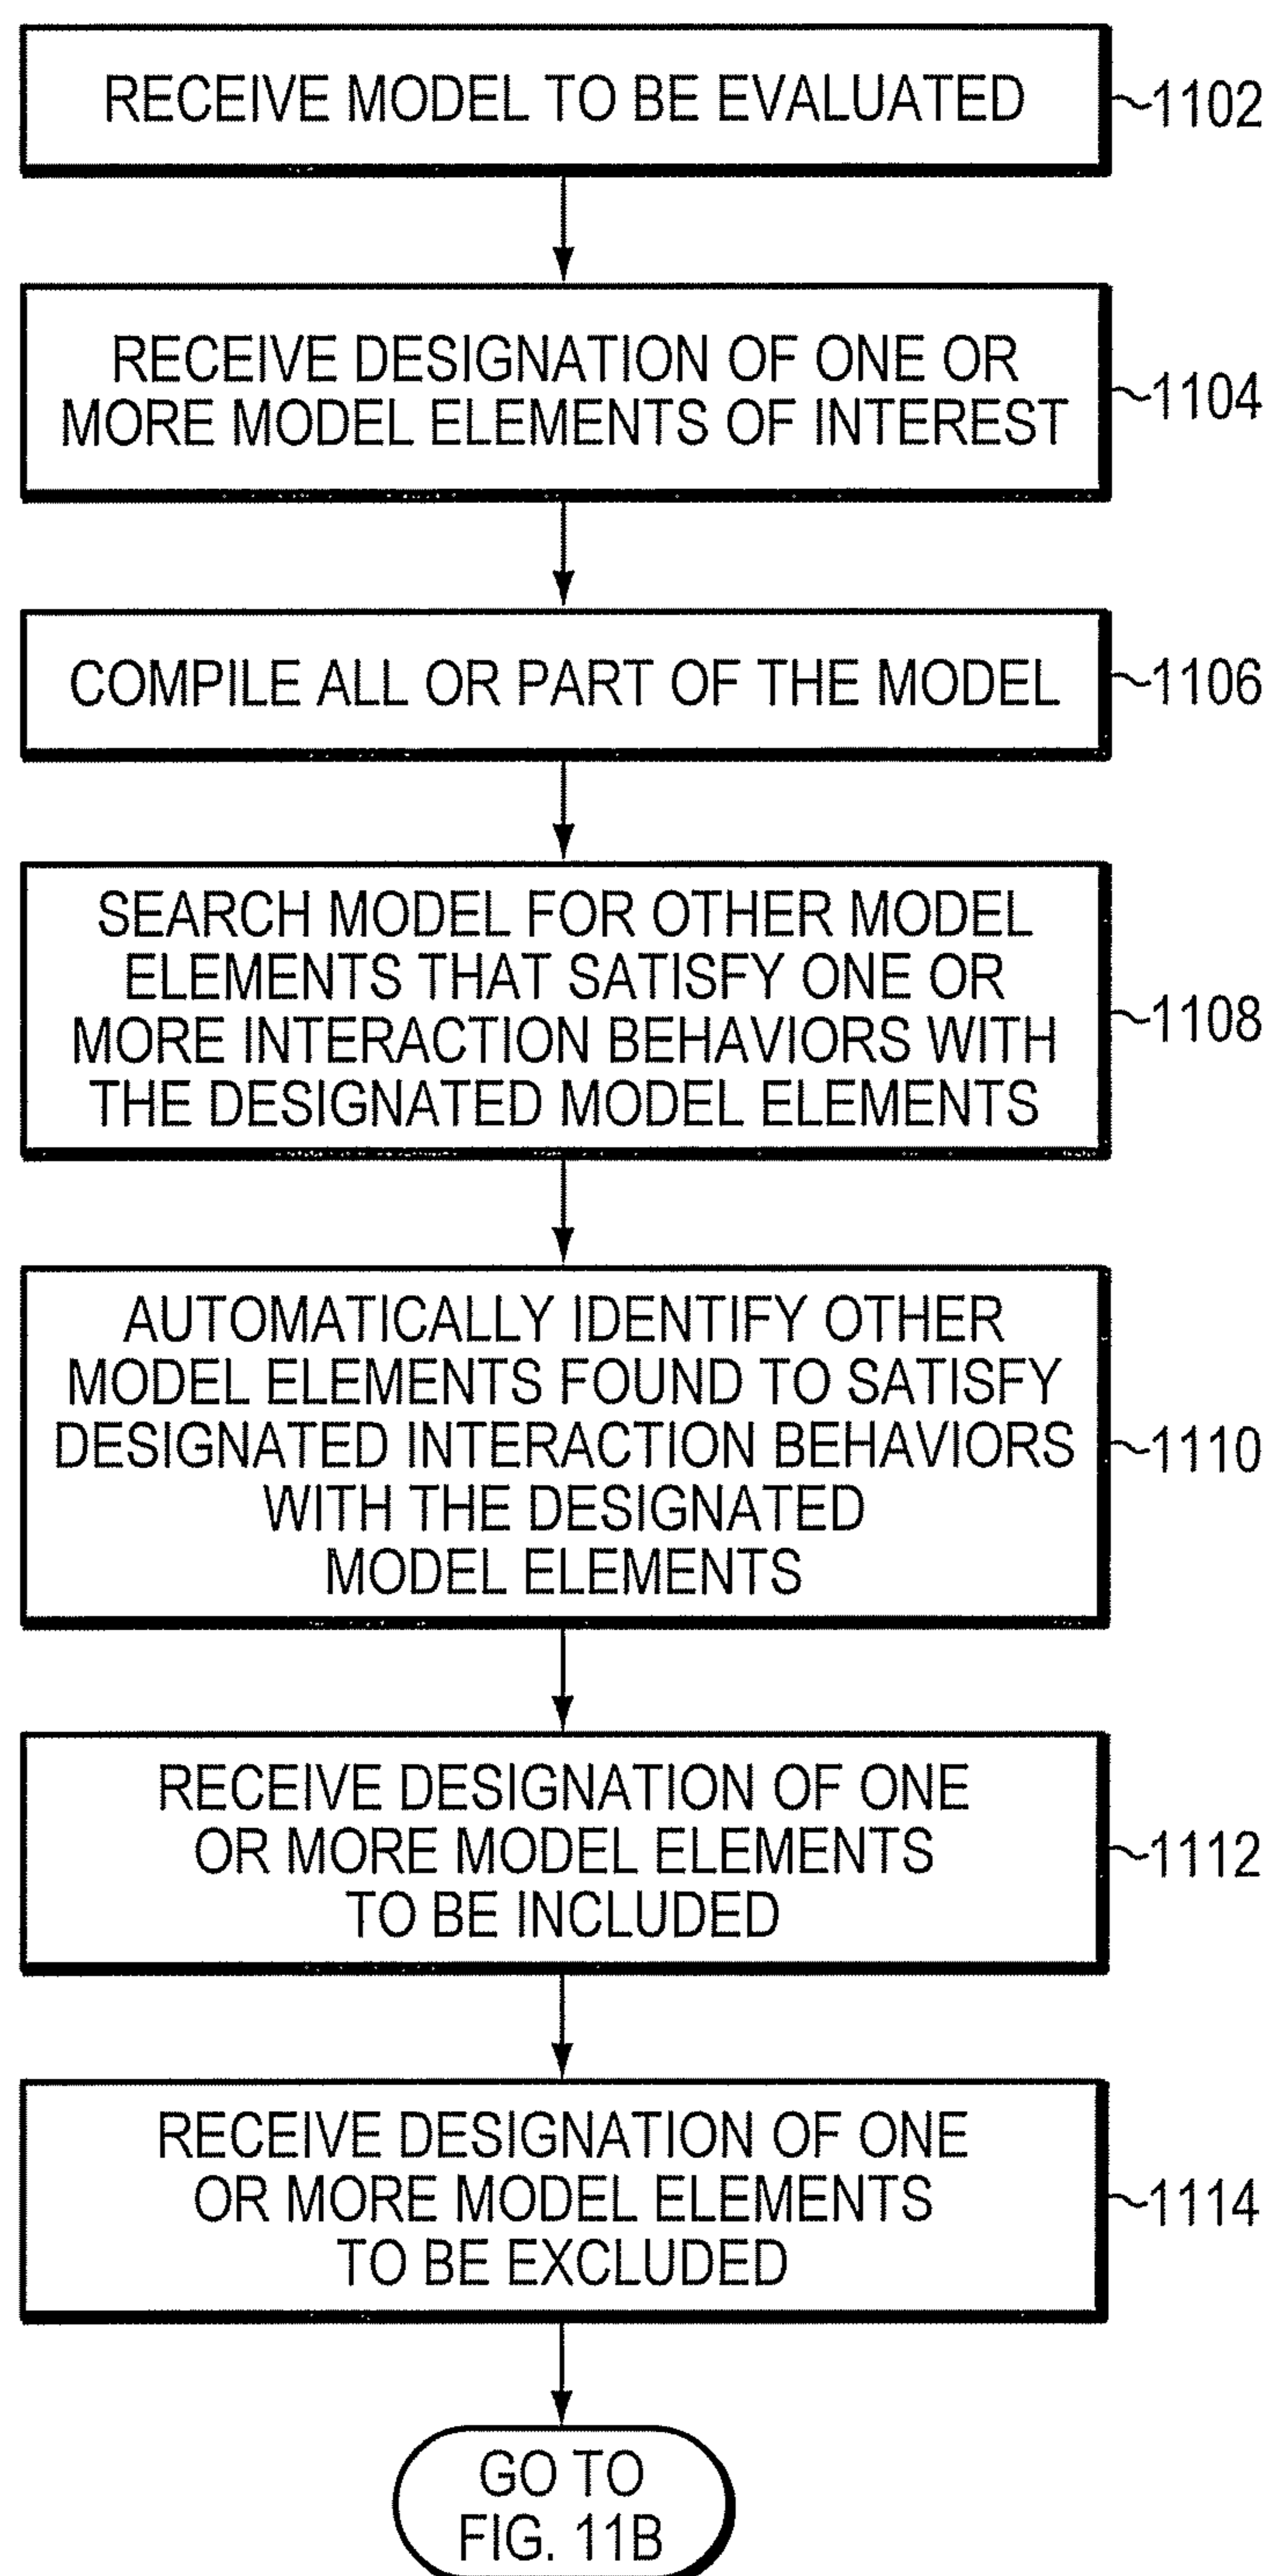 RECEIVE MODEL TO BE EVALUATED
1102
RECEIVE DESIGNATION OF ONE OR
MORE MODEL ELEMENTS OF INTEREST
1104
COMPILE ALL OR PART OF THE MODEL
1106
SEARCH MODEL FOR OTHER MODEL
ELEMENTS THAT SATISFY ONE OR
MORE INTERACTION BEHAVIORS WITH
THE DESIGNATED MODEL ELEMENTS
1108
AUTOMATICALLY IDENTIFY OTHER
MODEL ELEMENTS FOUND TO SATISFY
DESIGNATED INTERACTION BEHAVIORS
WITH THE DESIGNATED
MODEL ELEMENTS
1110
RECEIVE DESIGNATION OF ONE
OR MORE MODEL ELEMENTS
TO BE INCLUDED
1112
RECEIVE DESIGNATION OF ONE
OR MORE MODEL ELEMENTS
TO BE EXCLUDED
1114
GO TO
FIG. 11B